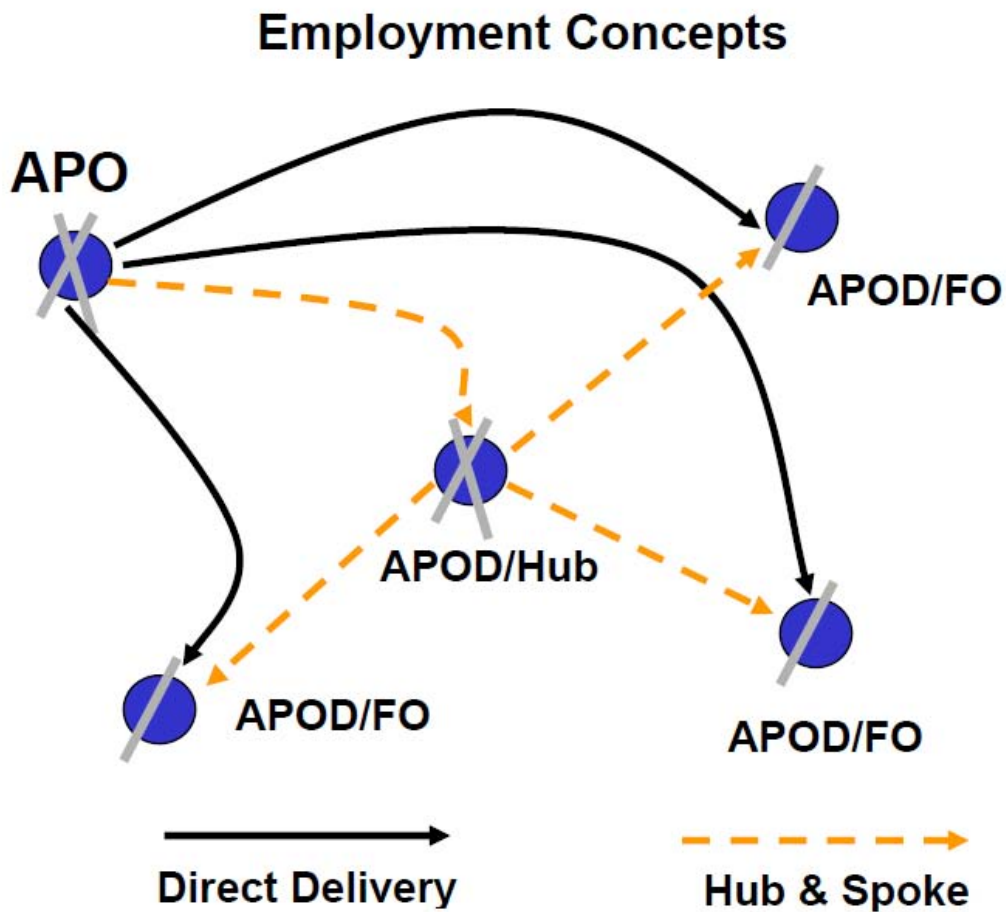 Employment Concepts
APO
APOD/FO
APOD/Hub
APOD/FO
APOD/FO
Direct Delivery
Hub & Spoke